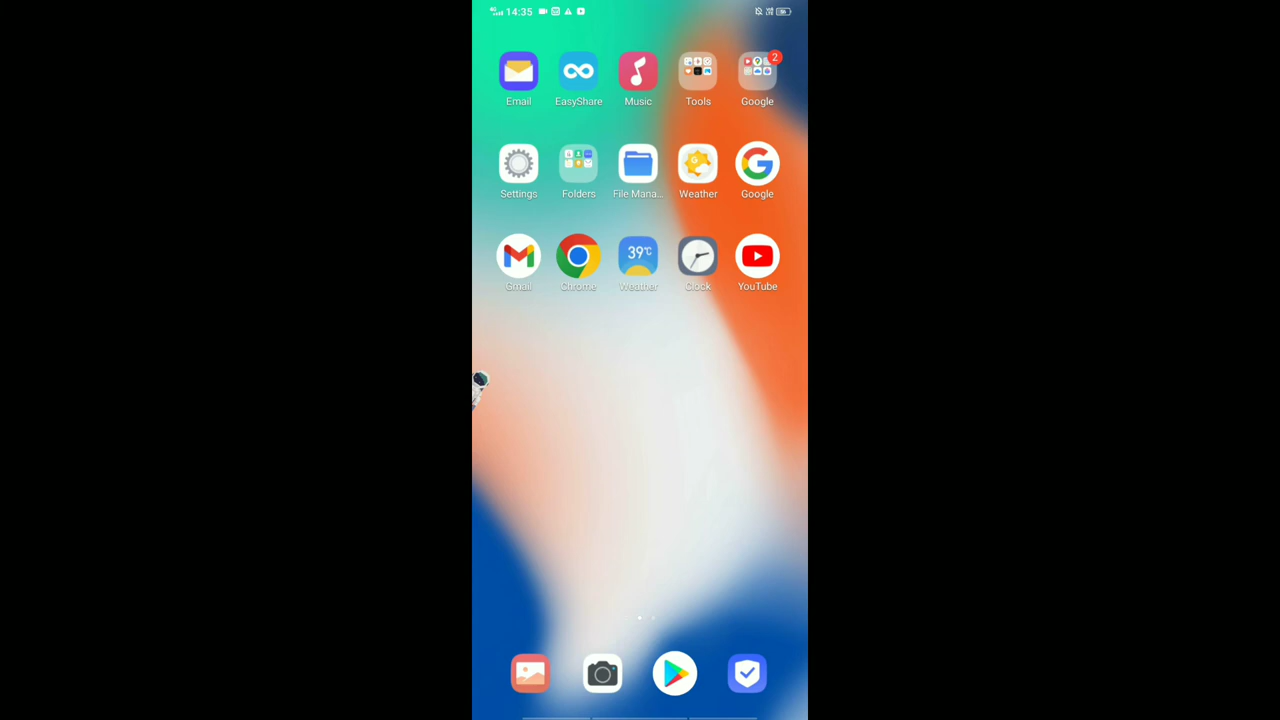 14:35
Email EasyShare Music Tools Google
2
Settings Folders File Mana... Weather Google
39°C
Gmail Chrome Weather Clock YouTube